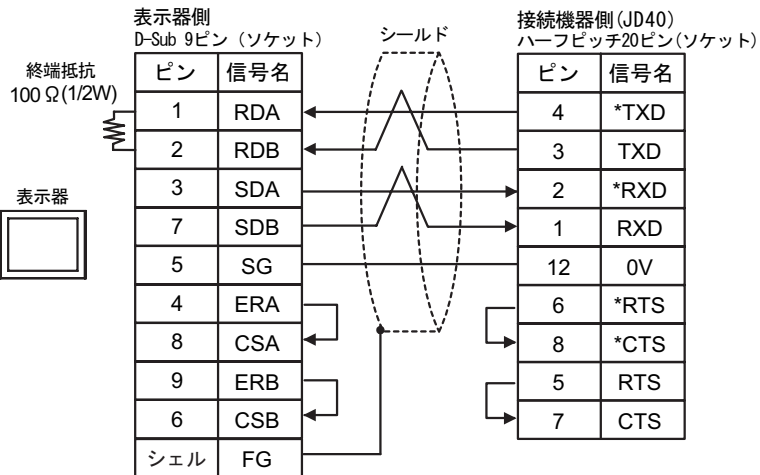 表示器側
D-Sub 9ピン (ソケット)
シールド
接続機器側(JD40)
ハーフピッチ20ピン(ソケット)
終端抵抗
100 Ω(1/2W)
表示器
ピン 信号名
1 RDA
2 RDB
3 SDA
7 SDB
5 SG
4 ERA
8 CSA
9 ERB
6 CSB
シェル FG
ピン 信号名
4 *TXD
3 TXD
2 *RXD
1 RXD
12 0V
6 *RTS
8 *CTS
5 RTS
7 CTS